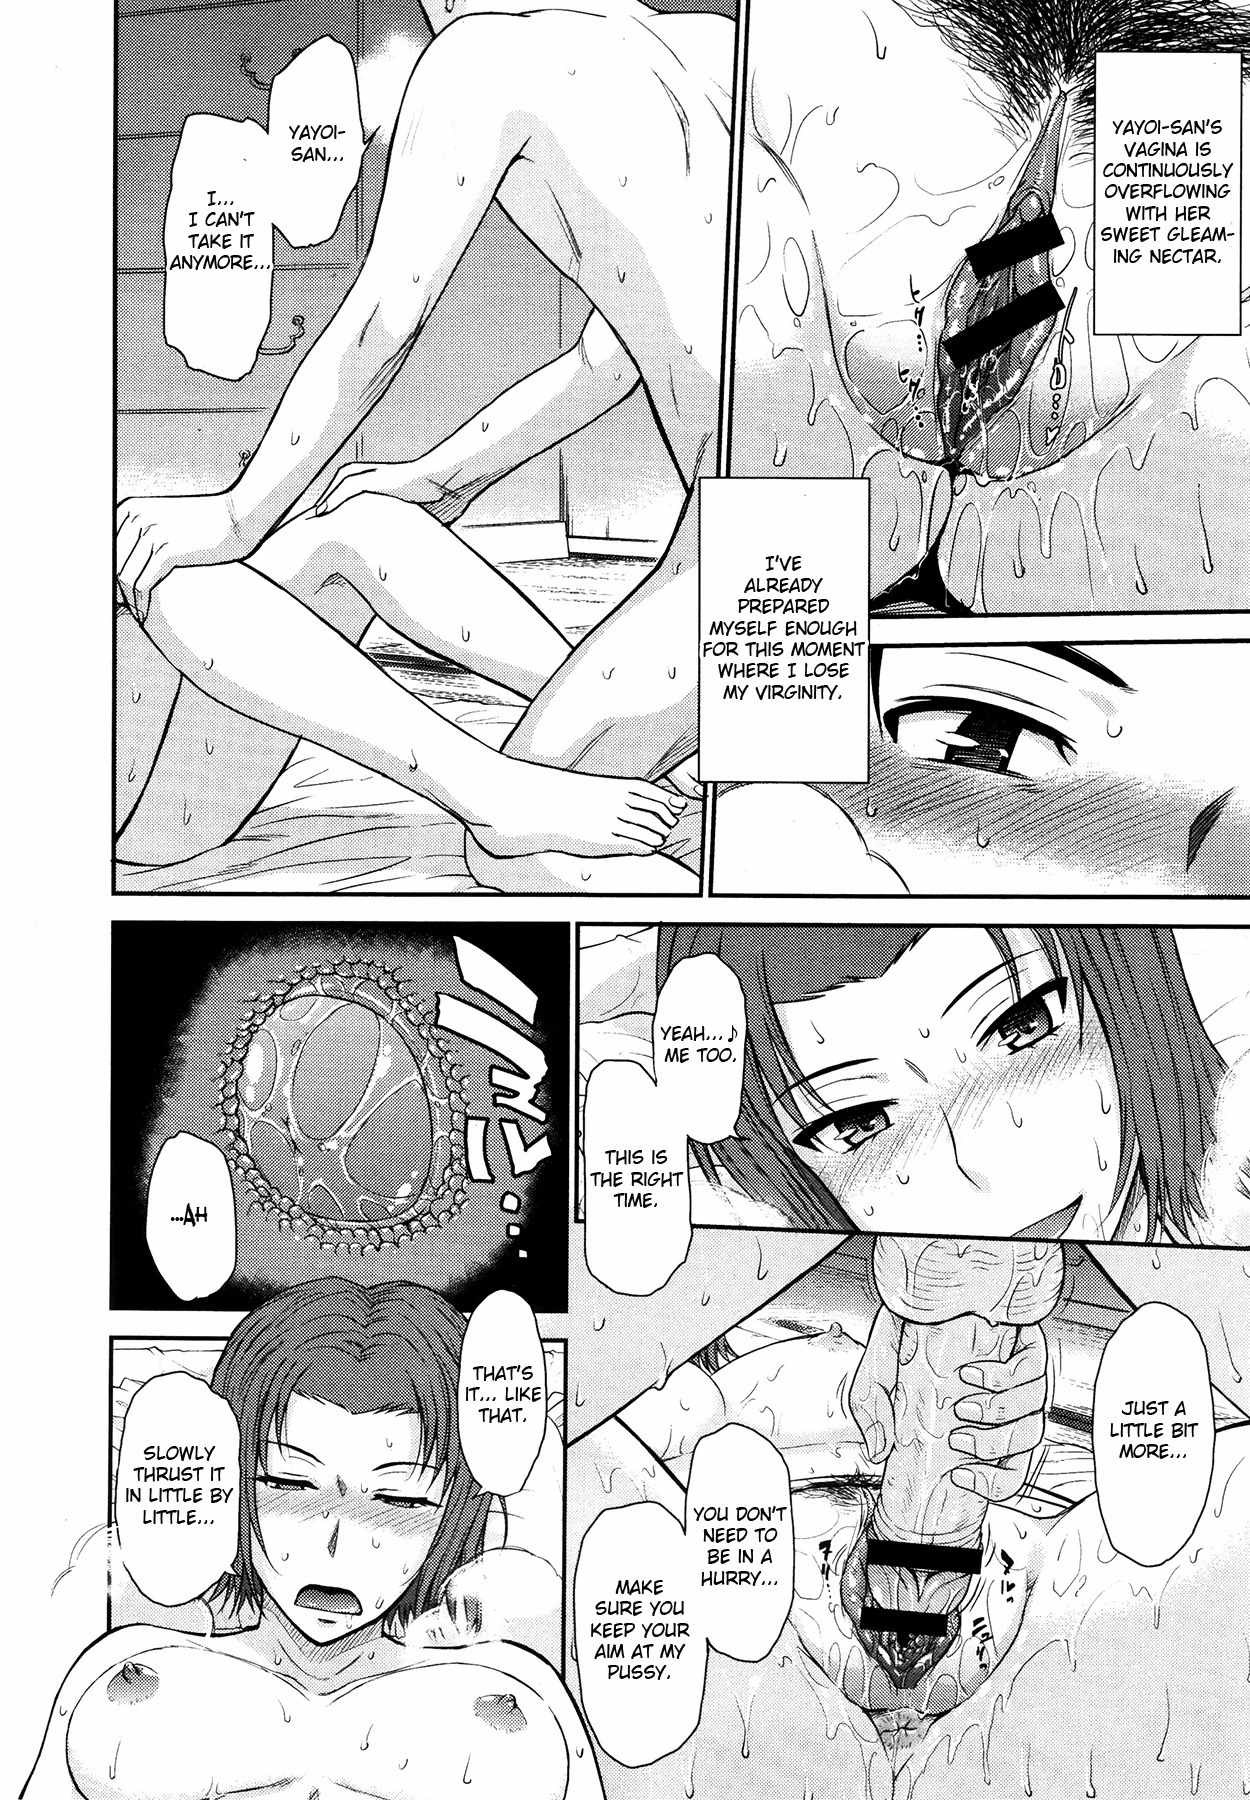 YAYOI-SAN'S
VAGINA IS
CONTINUOUSLY
OVERFLOWING
WITH HER
SWEET GLEAM-
ING NECTAR.
YAYOI-
SAN...
I...
I CAN'T
TAKE IT
ANYMORE...
I'VE
ALREADY
PREPARED
MYSELF ENOUGH
FOR THIS MOMENT
WHERE I LOSE
MY VIRGINITY.
YEAH...♪
ME TOO.
THIS IS
THE RIGHT
TIME.
...AH
JUST A
LITTLE BIT
MORE...
YOU DON'T
NEED TO
BE IN A
HURRY...
MAKE
SURE YOU
KEEP YOUR
AIM AT MY
PUSSY.
THAT'S
IT... LIKE
THAT.
SLOWLY
THRUST IT
IN LITTLE BY
LITTLE...